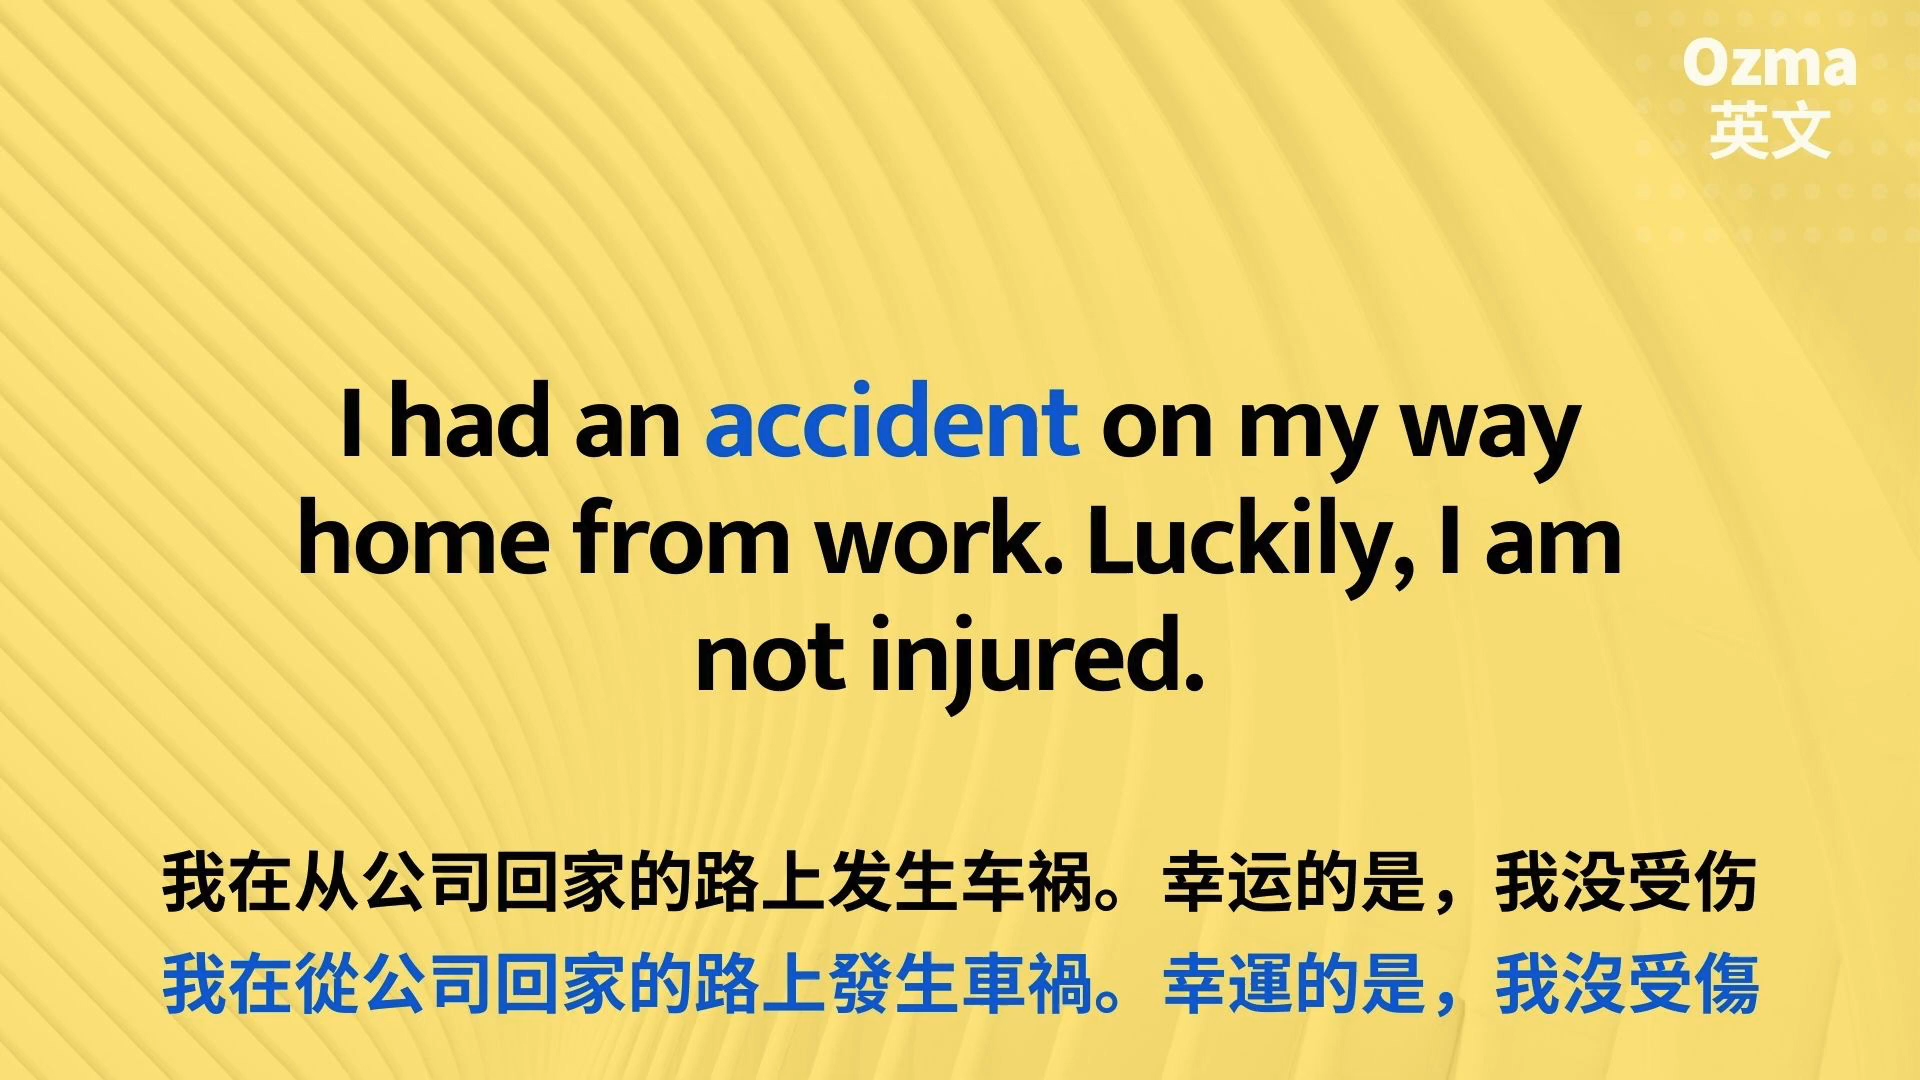 Ozma
英文
I had an accident on my way
home from work. Luckily, I am
not injured.
我在从公司回家的路上发生车祸。幸运的是，我没受伤
我在從公司回家的路上發生車禍。幸運的是，我沒受傷